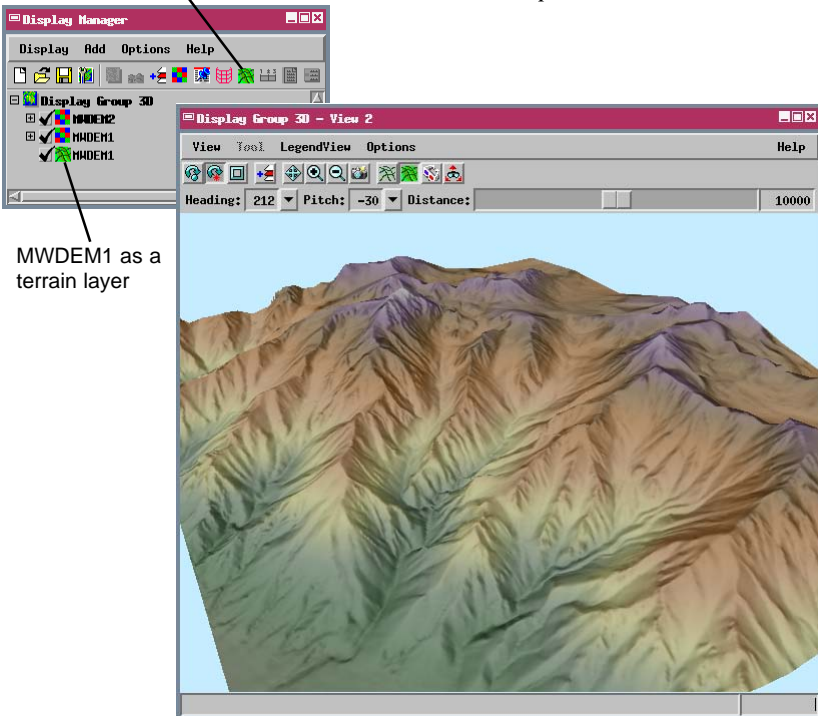 Display Manager
Display Add Options Help
Display Group 3D
MWDEM2
MWDEM1
MWDEM1
MWDEM1 as a
terrain layer
Display Group 3D - View 2
View Tool LegendView Options Help
Heading: 212 Pitch: -30 Distance: 10000